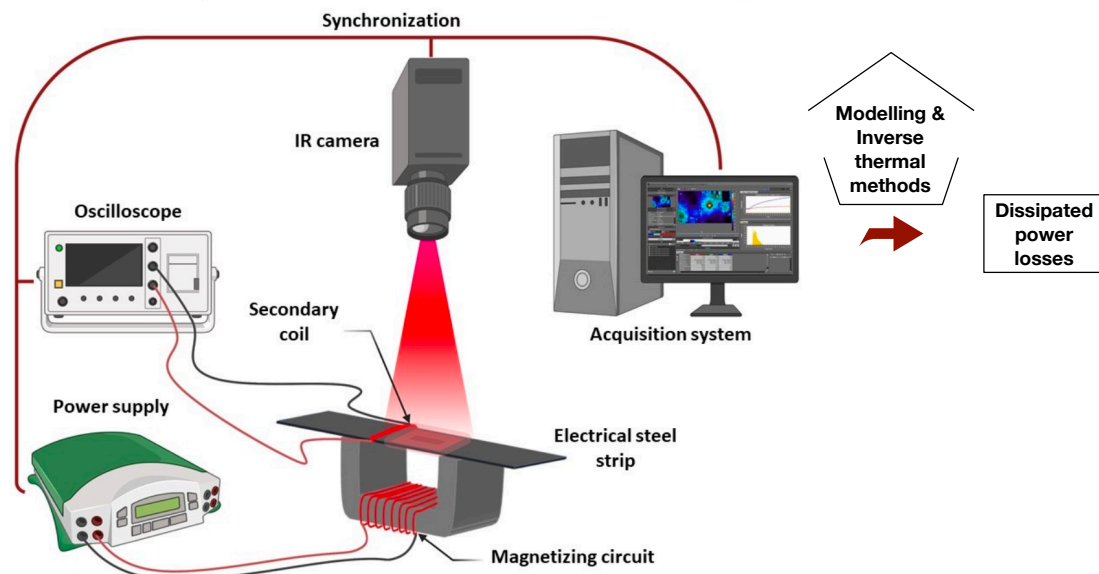 Synchronization
IR camera
Modelling &
Inverse
thermal
methods
Oscilloscope
Dissipated
power
losses
Secondary
coil
Acquisition system
Power supply
Electrical steel
strip
Magnetizing circuit